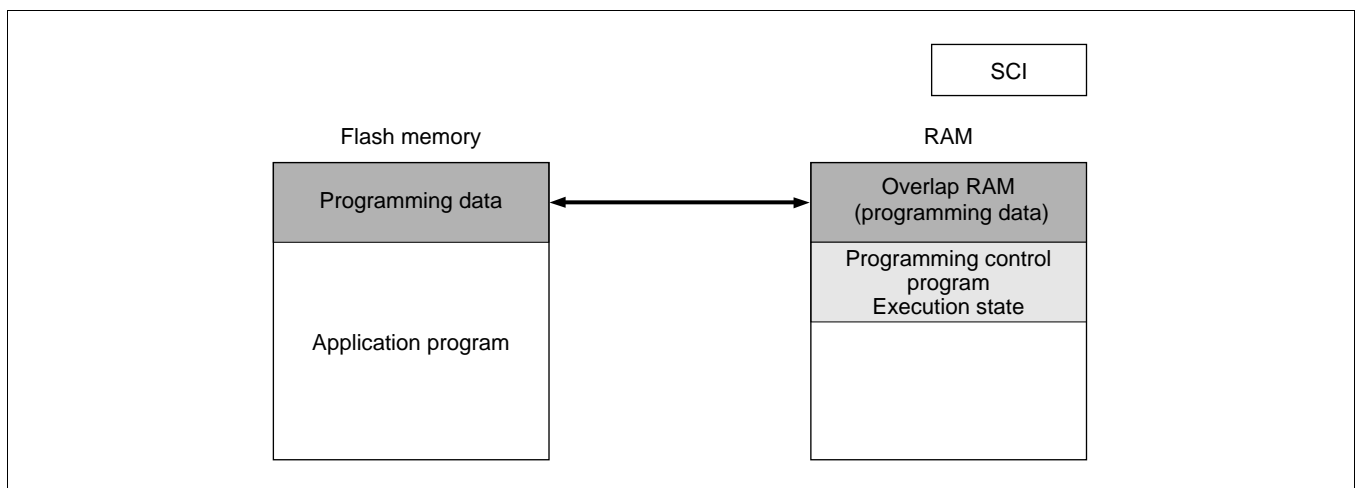 SCI
Flash memory
RAM
Programming data
Overlap RAM
(programming data)
Programming control
program
Execution state
Application program